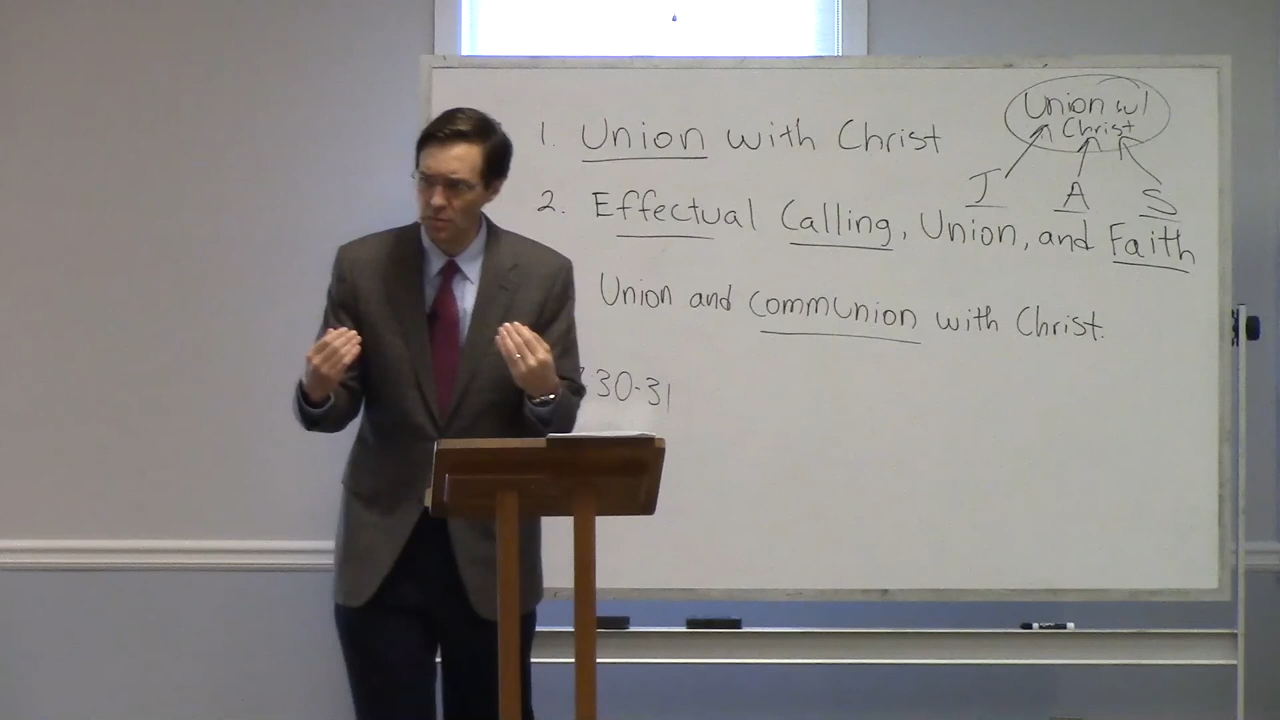 1. Union with Christ
Union w/
Christ
J A S
2. Effectual Calling, Union, and Faith
Union and communion with Christ.
30-31